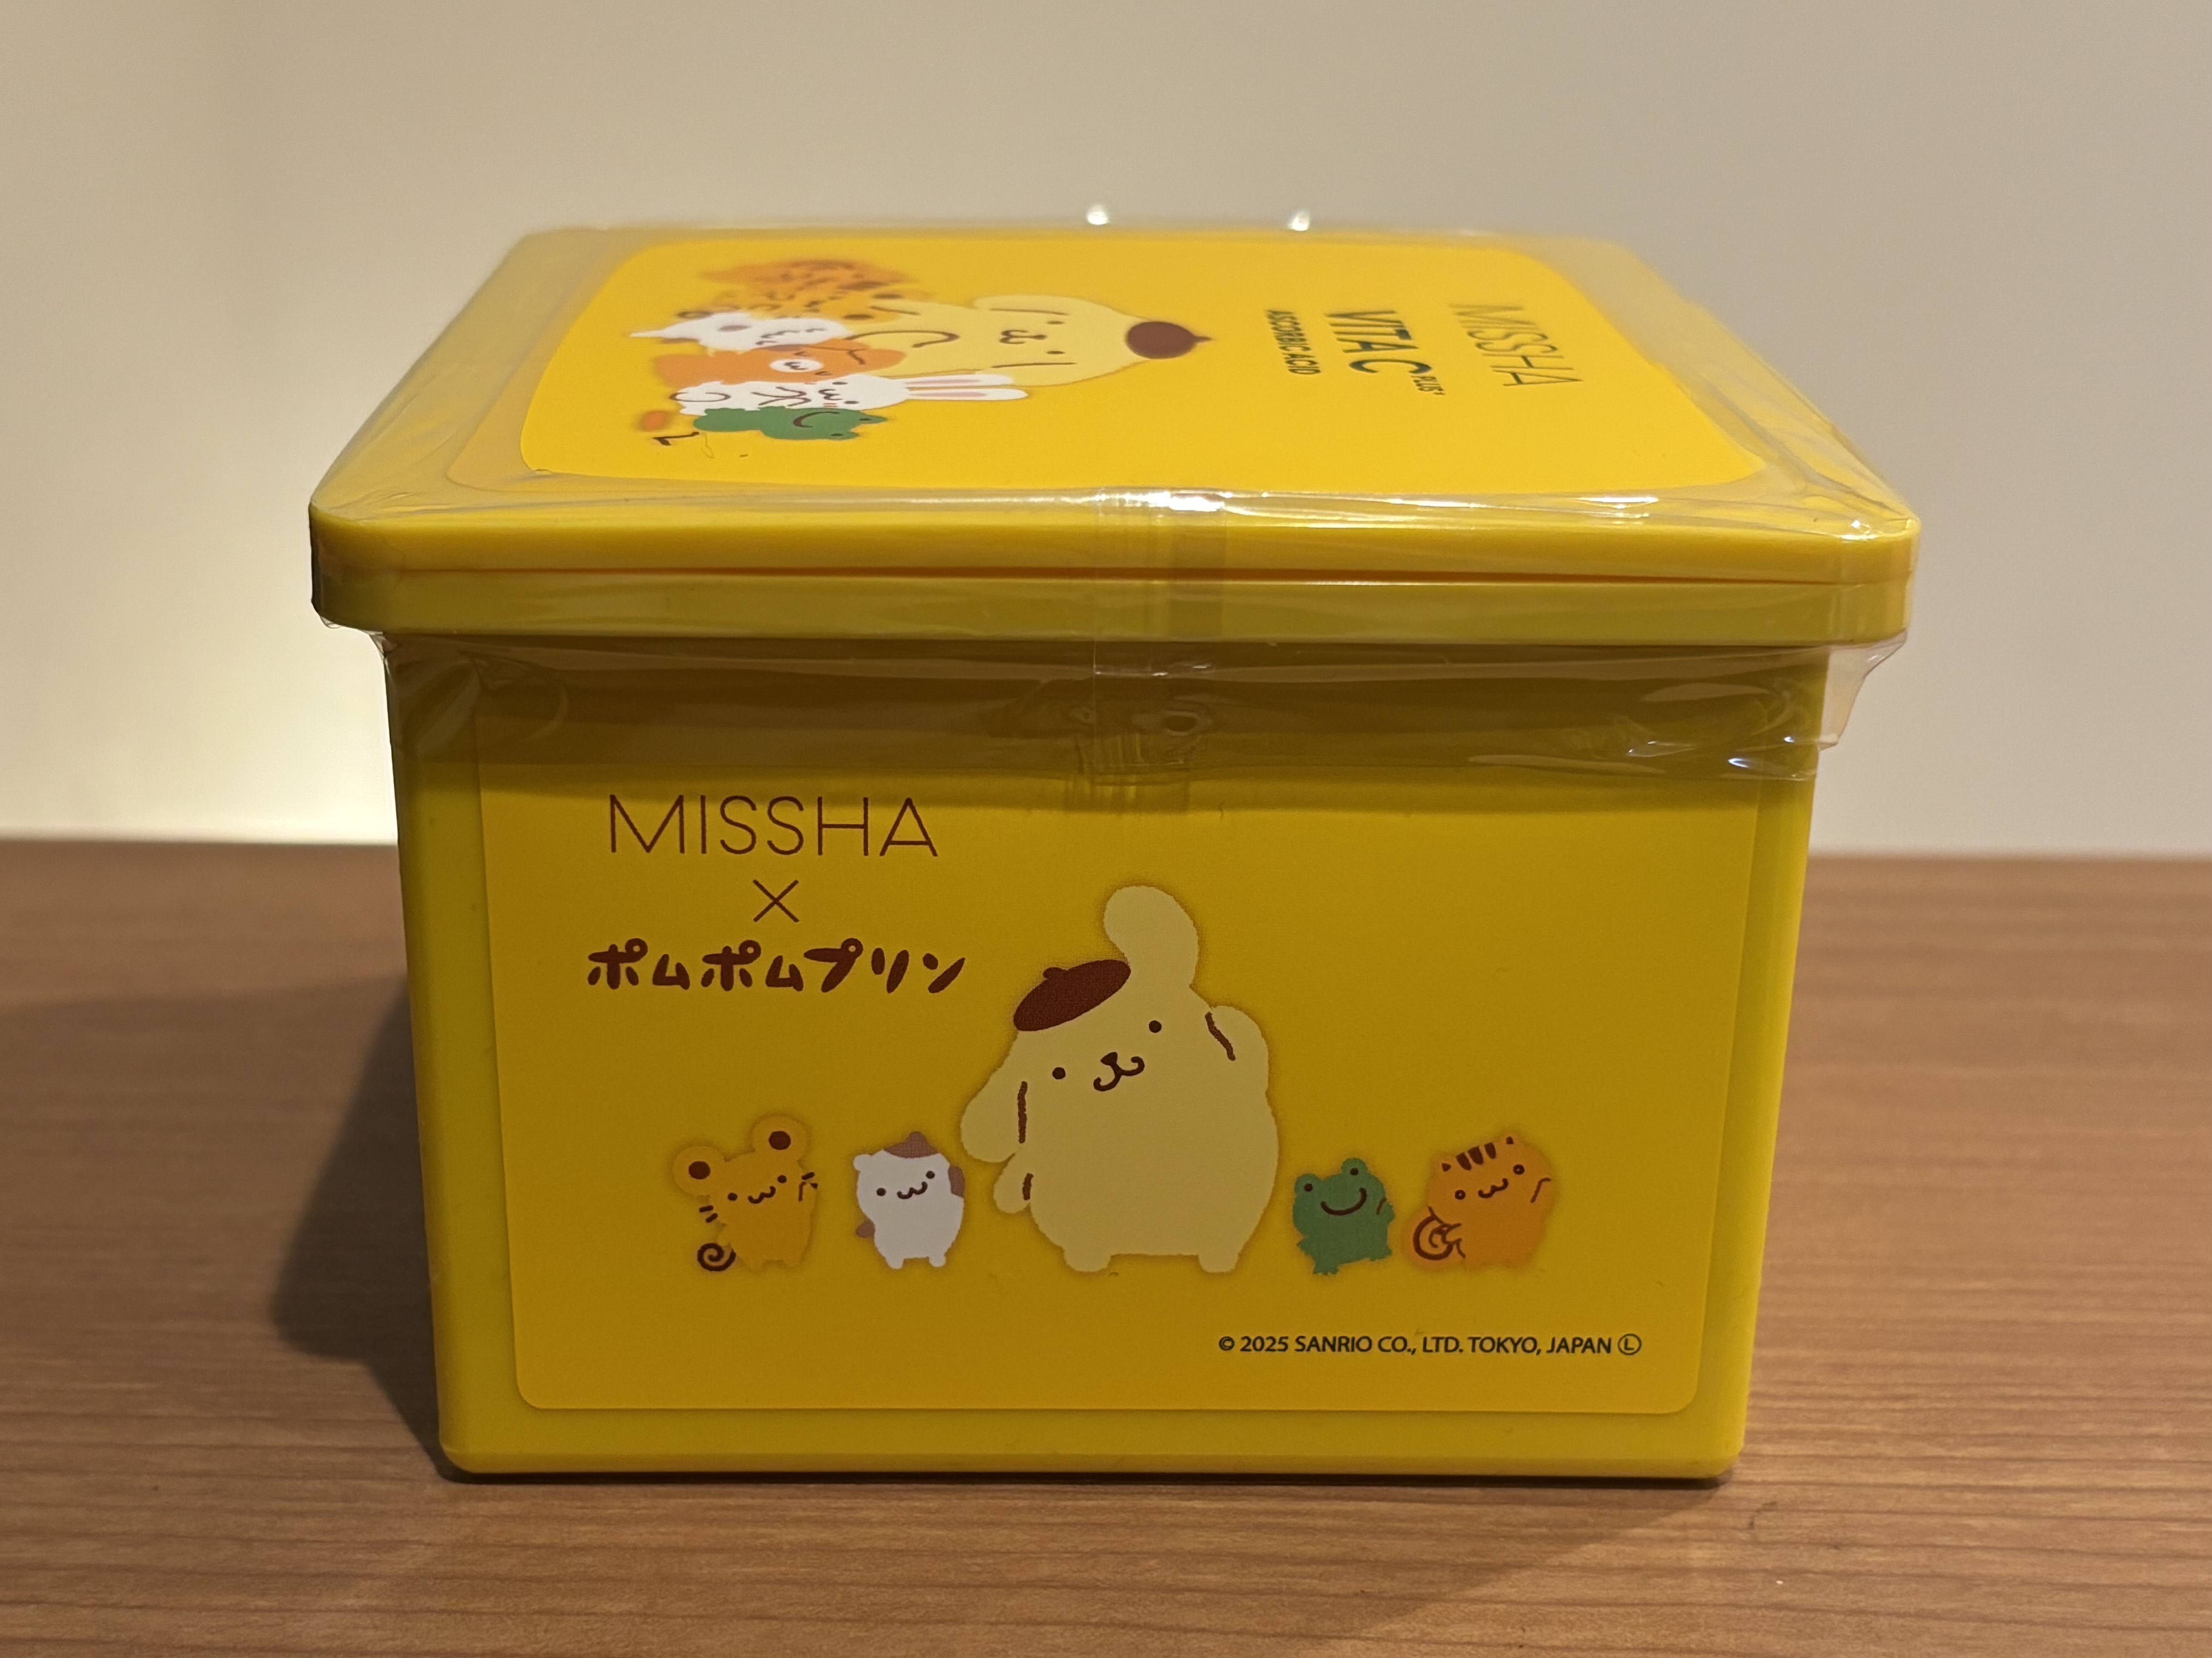 MISSHA
VITA C PLUS⁺
ASCORBIC ACID
MISSHA
×
ポムポムプリン
© 2025 SANRIO CO., LTD. TOKYO, JAPAN Ⓛ